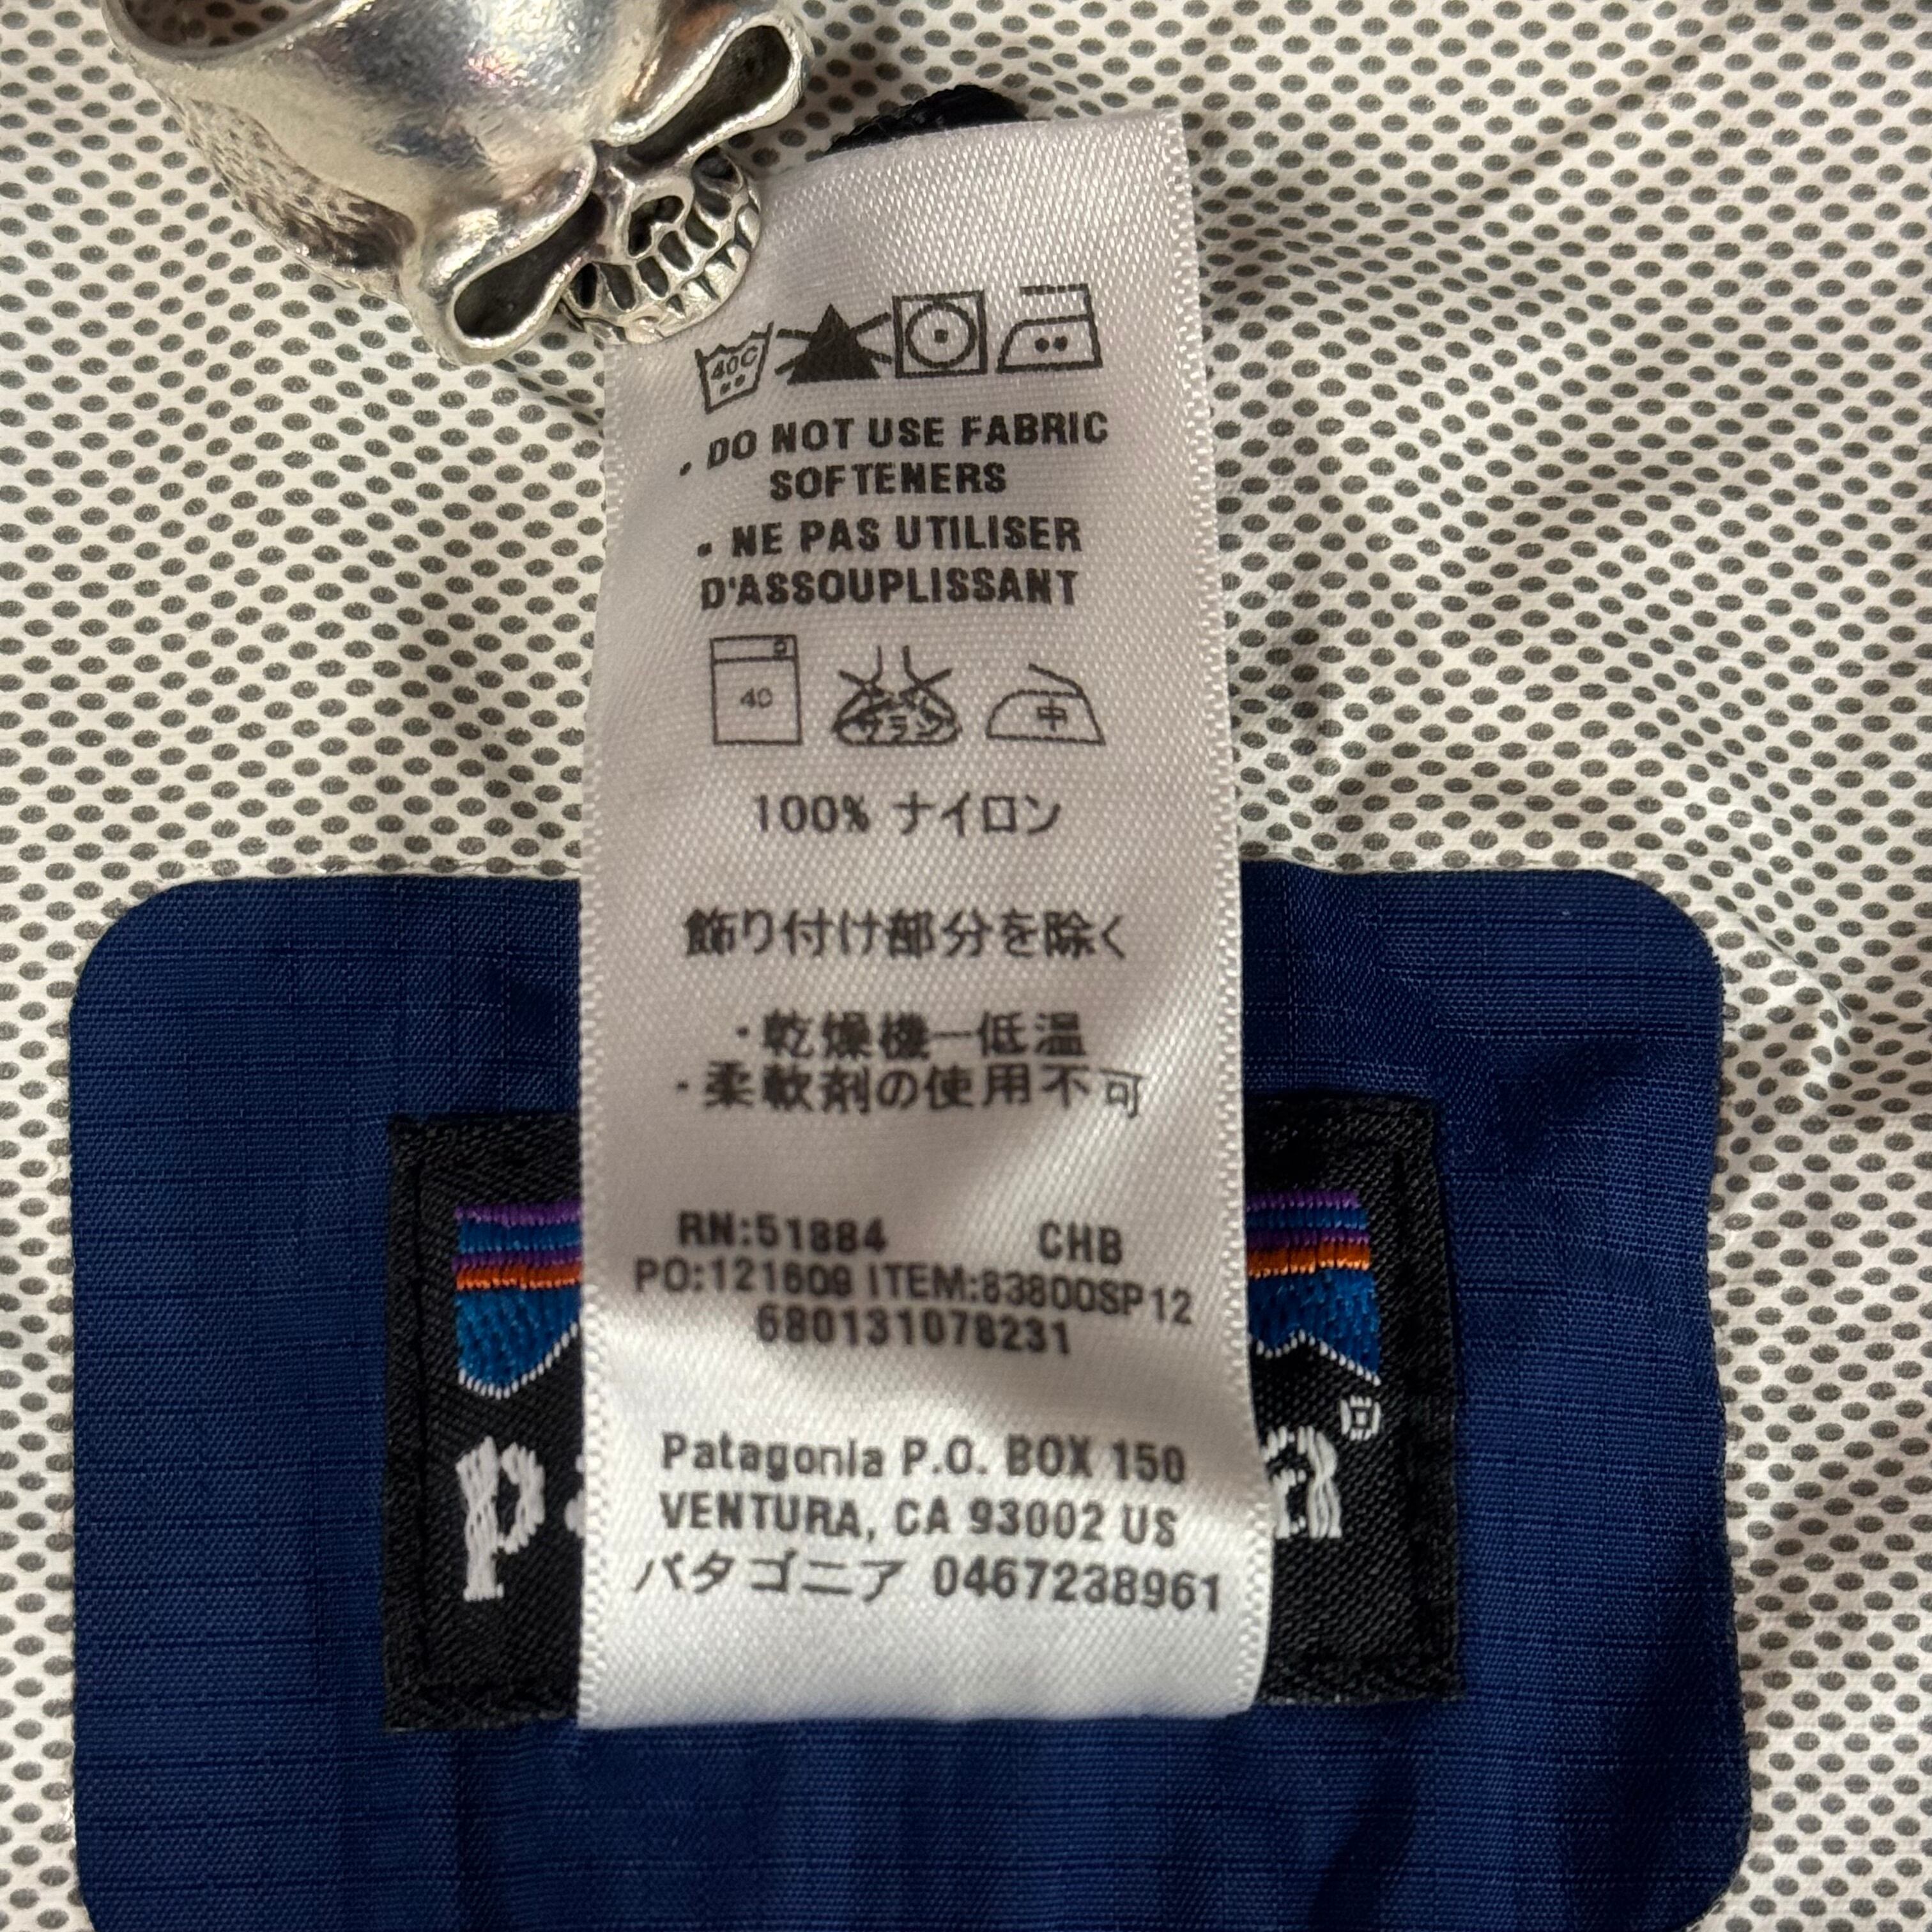 40C
• DO NOT USE FABRIC
SOFTENERS
• NE PAS UTILISER
D'ASSOUPLISSANT
40 中
100% ナイロン
飾り付け部分を除く
・乾燥機ー低温
・柔軟剤の使用不可
RN:51884 CHB
PO:121609 ITEM:83800SP12
680131078231
Patagonia P.O. BOX 150
VENTURA, CA 93002 US
パタゴニア 0467238961